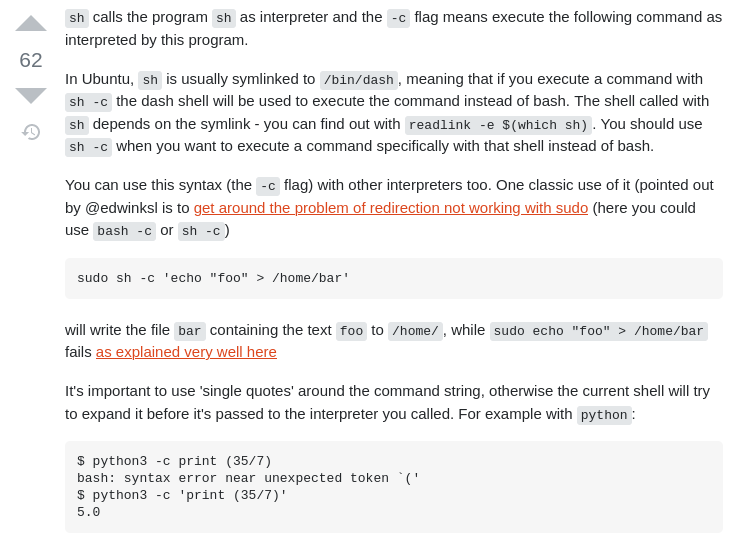 sh calls the program sh as interpreter and the -c flag means execute the following command as
interpreted by this program.
62
In Ubuntu, sh is usually symlinked to /bin/dash, meaning that if you execute a command with
sh -c the dash shell will be used to execute the command instead of bash. The shell called with
sh depends on the symlink - you can find out with readlink -e $(which sh). You should use
sh -c when you want to execute a command specifically with that shell instead of bash.
You can use this syntax (the -c flag) with other interpreters too. One classic use of it (pointed out
by @edwinksl is to get around the problem of redirection not working with sudo (here you could
use bash -c or sh -c)
sudo sh -c 'echo "foo" > /home/bar'
will write the file bar containing the text foo to /home/, while sudo echo "foo" > /home/bar
fails as explained very well here
It's important to use 'single quotes' around the command string, otherwise the current shell will try
to expand it before it's passed to the interpreter you called. For example with python:
$ python3 -c print (35/7)
bash: syntax error near unexpected token `('
$ python3 -c 'print (35/7)'
5.0